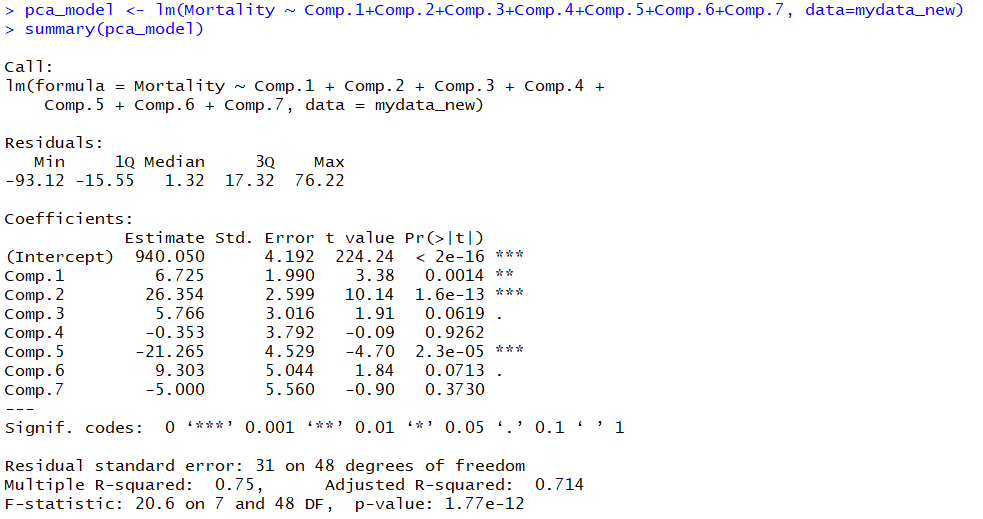 > pca_model <- lm(Mortality ~ Comp.1+Comp.2+Comp.3+Comp.4+Comp.5+Comp.6+Comp.7, data=mydata_new)
> summary(pca_model)

Call:
lm(formula = Mortality ~ Comp.1 + Comp.2 + Comp.3 + Comp.4 +
    Comp.5 + Comp.6 + Comp.7, data = mydata_new)

Residuals:
   Min     1Q Median     3Q    Max
-93.12 -15.55   1.32  17.32  76.22

Coefficients:
            Estimate Std. Error t value Pr(>|t|)
(Intercept)  940.050      4.192  224.24  < 2e-16 ***
Comp.1         6.725      1.990    3.38   0.0014 **
Comp.2        26.354      2.599   10.14  1.6e-13 ***
Comp.3         5.766      3.016    1.91   0.0619 .
Comp.4        -0.353      3.792   -0.09   0.9262
Comp.5       -21.265      4.529   -4.70  2.3e-05 ***
Comp.6         9.303      5.044    1.84   0.0713 .
Comp.7        -5.000      5.560   -0.90   0.3730
---
Signif. codes:  0 ‘***’ 0.001 ‘**’ 0.01 ‘*’ 0.05 ‘.’ 0.1 ‘ ’ 1

Residual standard error: 31 on 48 degrees of freedom
Multiple R-squared:  0.75,      Adjusted R-squared:  0.714
F-statistic: 20.6 on 7 and 48 DF,  p-value: 1.77e-12